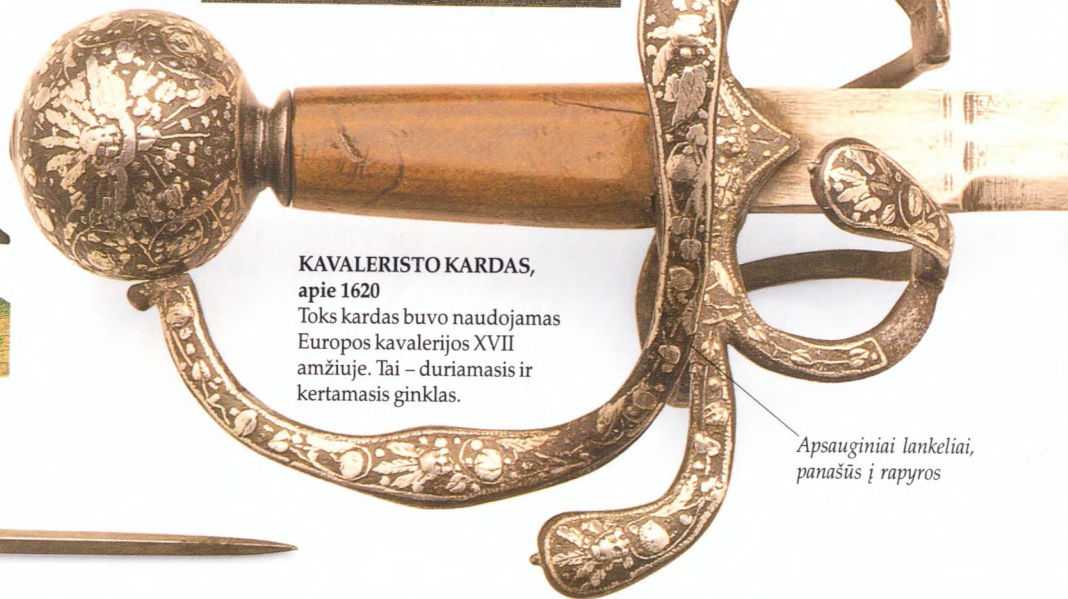 KAVALERISTO KARDAS,
apie 1620
Toks kardas buvo naudojamas
Europos kavalerijos XVII
amžiuje. Tai – duriamasis ir
kertamasis ginklas.
Apsauginiai lankeliai,
panašūs į rapyros